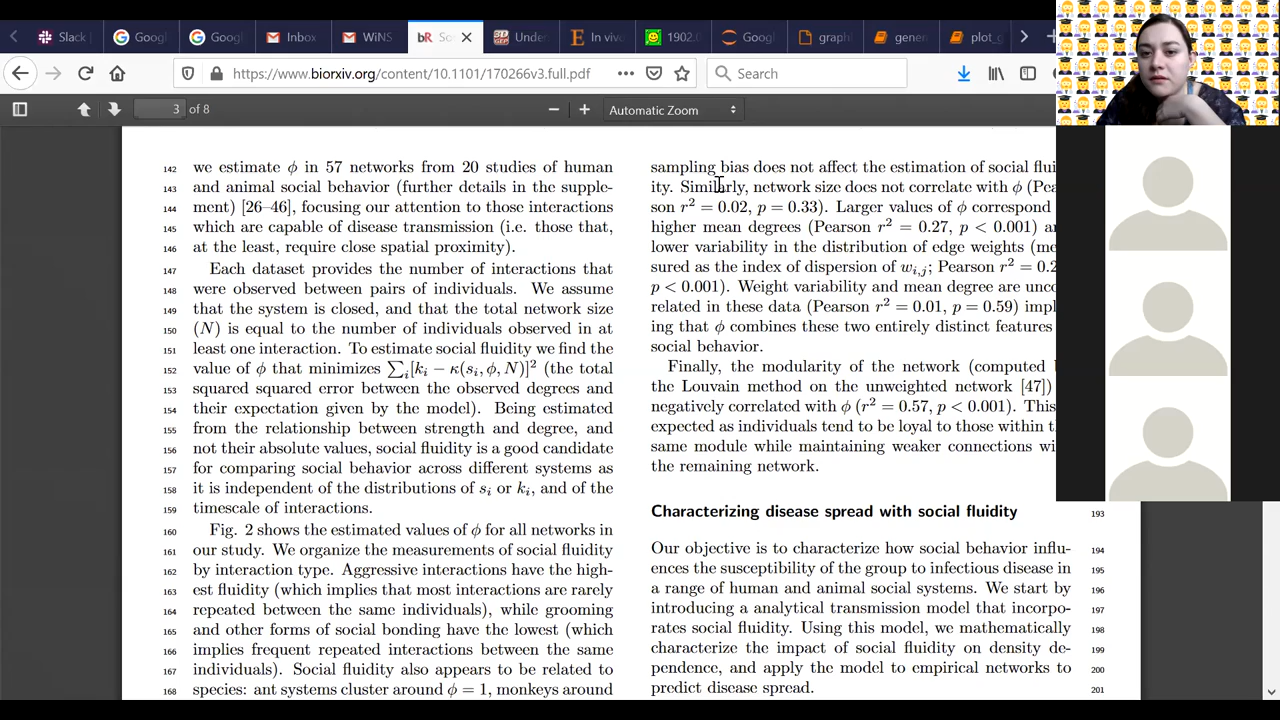 Slack
Googl
Googl
Inbox
WINS
bR So
Unde
In viv
1902.0
Goog
graph
gener
plot_g
https://www.biorxiv.org/content/10.1101/170266v3.full.pdf
Search
3 of 8
Automatic Zoom
142 we estimate ϕ in 57 networks from 20 studies of human
143 and animal social behavior (further details in the supple-
144 ment) [26–46], focusing our attention to those interactions
145 which are capable of disease transmission (i.e. those that,
146 at the least, require close spatial proximity).
147 Each dataset provides the number of interactions that
148 were observed between pairs of individuals. We assume
149 that the system is closed, and that the total network size
150 (N) is equal to the number of individuals observed in at
151 least one interaction. To estimate social fluidity we find the
152 value of ϕ that minimizes ∑i[ki − κ(si, ϕ, N)]² (the total
153 squared squared error between the observed degrees and
154 their expectation given by the model). Being estimated
155 from the relationship between strength and degree, and
156 not their absolute values, social fluidity is a good candidate
157 for comparing social behavior across different systems as
158 it is independent of the distributions of si or ki, and of the
159 timescale of interactions.
160 Fig. 2 shows the estimated values of ϕ for all networks in
161 our study. We organize the measurements of social fluidity
162 by interaction type. Aggressive interactions have the high-
163 est fluidity (which implies that most interactions are rarely
164 repeated between the same individuals), while grooming
165 and other forms of social bonding have the lowest (which
166 implies frequent repeated interactions between the same
167 individuals). Social fluidity also appears to be related to
168 species: ant systems cluster around ϕ = 1, monkeys around
sampling bias does not affect the estimation of social flui
ity. Similarly, network size does not correlate with ϕ (Pea
son r² = 0.02, p = 0.33). Larger values of ϕ correspond
higher mean degrees (Pearson r² = 0.27, p < 0.001) a
lower variability in the distribution of edge weights (me
sured as the index of dispersion of wi,j; Pearson r² = 0.2
p < 0.001). Weight variability and mean degree are unco
related in these data (Pearson r² = 0.01, p = 0.59) impl
ing that ϕ combines these two entirely distinct features
social behavior.
Finally, the modularity of the network (computed b
the Louvain method on the unweighted network [47])
negatively correlated with ϕ (r² = 0.57, p < 0.001). This
expected as individuals tend to be loyal to those within t
same module while maintaining weaker connections wi
the remaining network.
Characterizing disease spread with social fluidity 193
Our objective is to characterize how social behavior influ- 194
ences the susceptibility of the group to infectious disease in 195
a range of human and animal social systems. We start by 196
introducing a analytical transmission model that incorpo- 197
rates social fluidity. Using this model, we mathematically 198
characterize the impact of social fluidity on density de- 199
pendence, and apply the model to empirical networks to 200
predict disease spread. 201